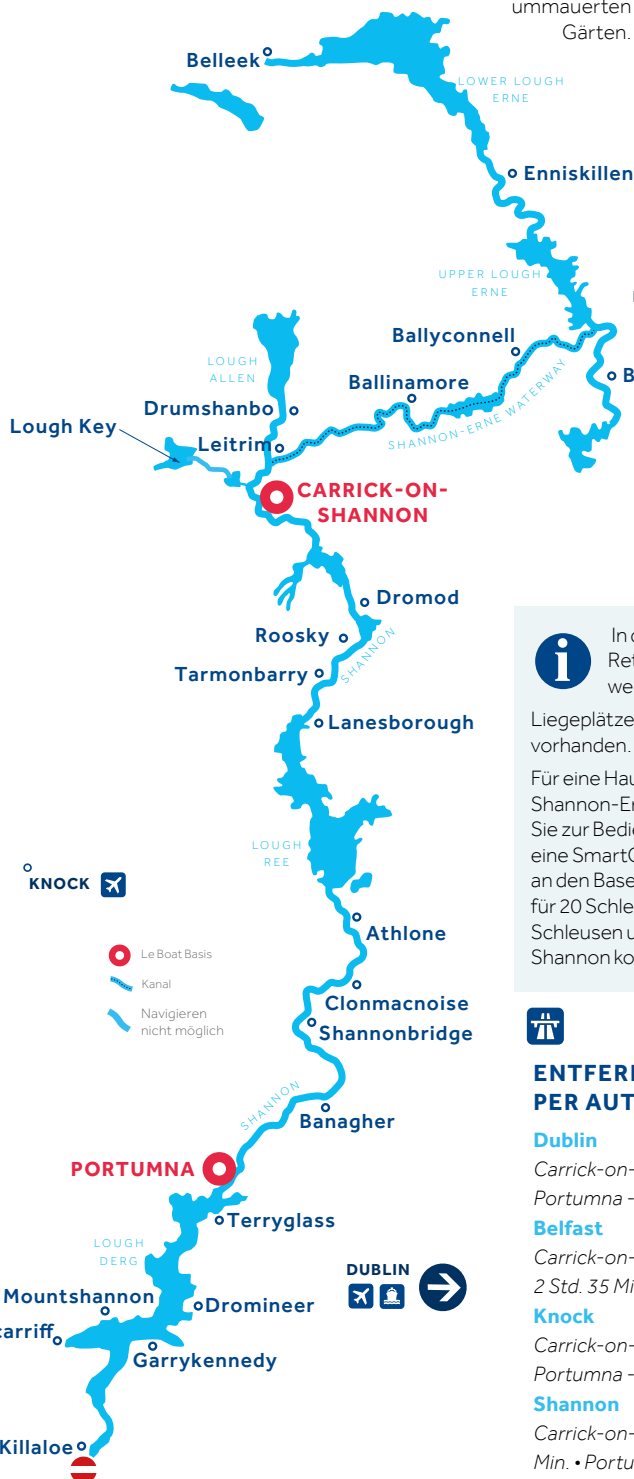 ummauerten
Gärten.
Belleek
LOWER LOUGH
ERNE
Enniskillen
UPPER LOUGH
ERNE
Ballyconnell
LOUGH
ALLEN
Ballinamore
B
Drumshanbo
SHANNON-ERNE WATERWAY
Lough Key
Leitrim
CARRICK-ON-
SHANNON
Dromod
Roosky
SHANNON
Tarmonbarry
Lanesborough
LOUGH
REE
KNOCK
Athlone
Le Boat Basis
Kanal
Navigieren
nicht möglich
Clonmacnoise
Shannonbridge
SHANNON
Banagher
PORTUMNA
Terryglass
LOUGH
DERG
DUBLIN
Mountshannon
Dromineer
carriff
Garrykennedy
Killaloe
i
In
Ret
we
Liegeplätze
vorhanden.
Für eine Hau
Shannon-Er
Sie zur Bedie
eine SmartC
an den Base
für 20 Schle
Schleusen u
Shannon ko
ENTFER
PER AUT
Dublin
Carrick-on-
Portumna -
Belfast
Carrick-on-
2 Std. 35 Mi
Knock
Carrick-on-
Portumna -
Shannon
Carrick-on-
Min. • Portu